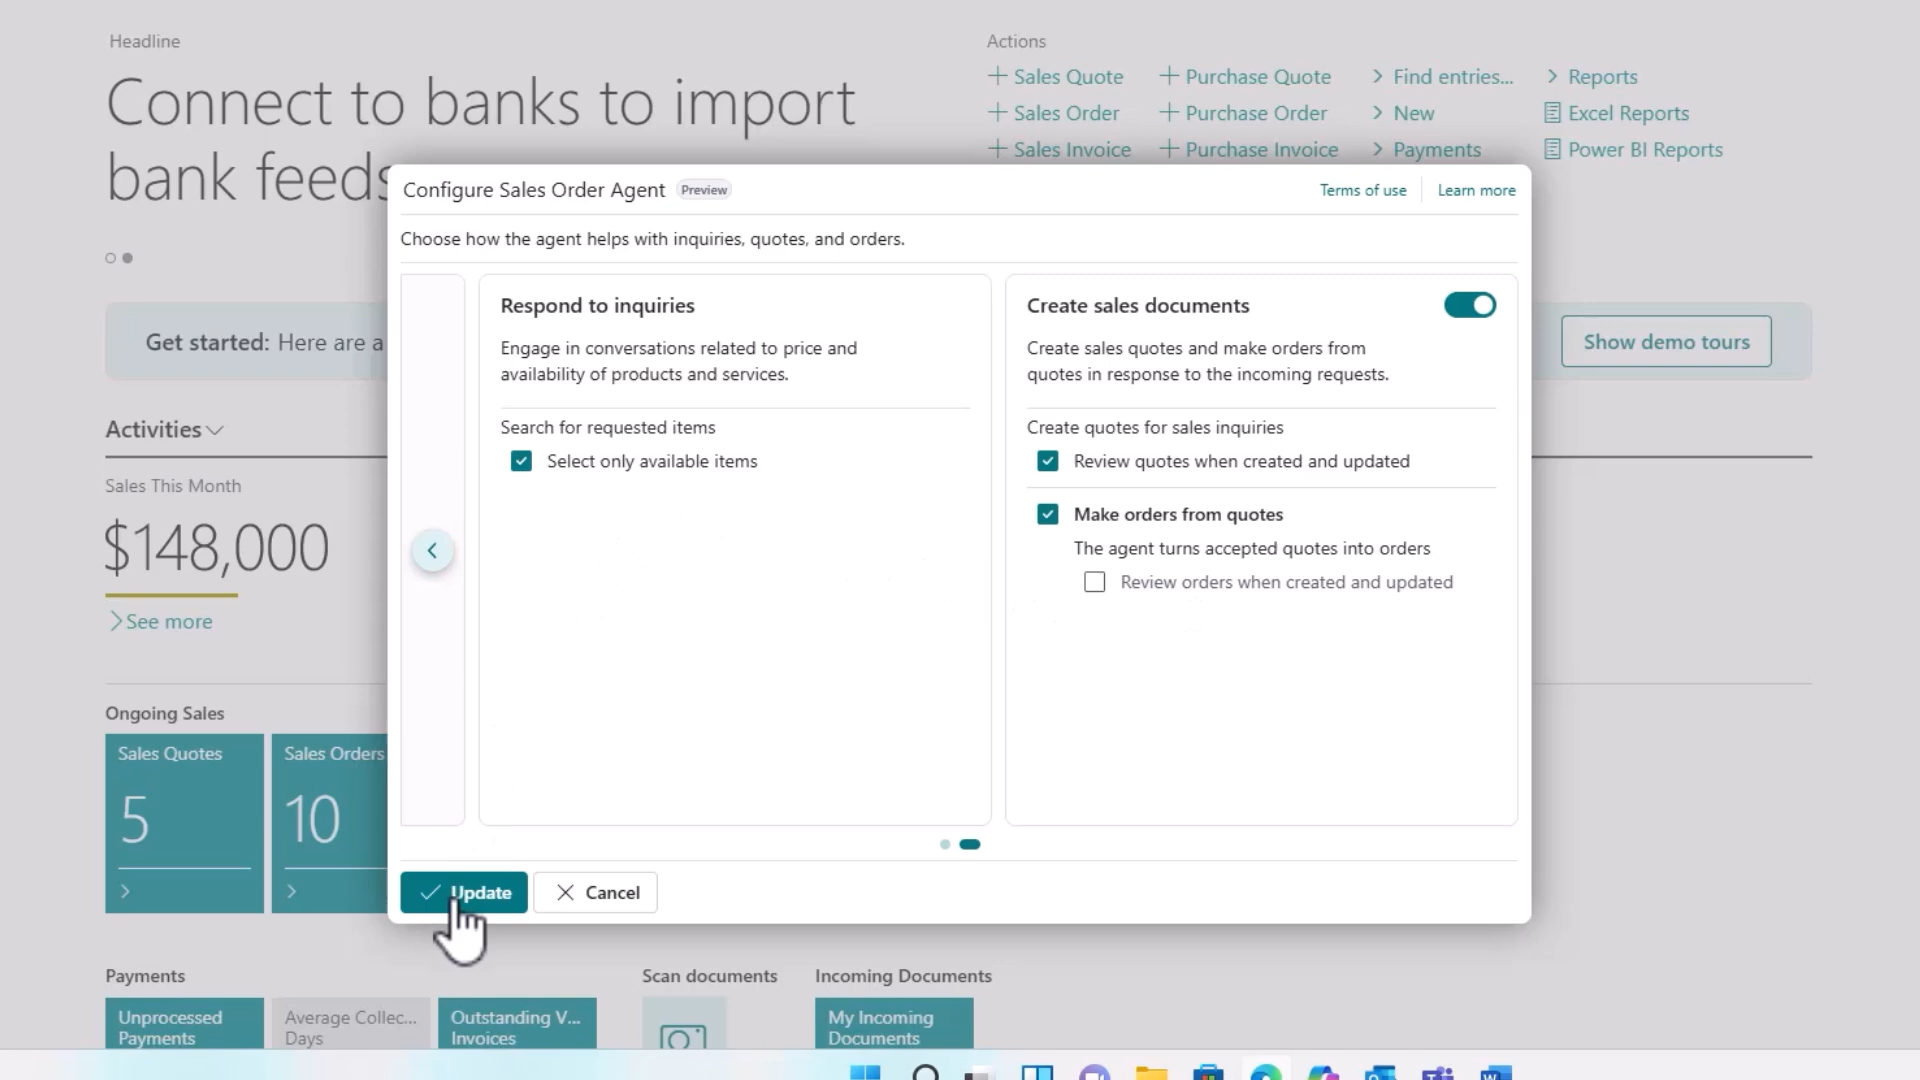 Headline
Connect to banks to import
bank feeds
Actions
Sales Quote
Purchase Quote
Find entries...
Reports
Sales Order
Purchase Order
New
Excel Reports
Sales Invoice
Purchase Invoice
Payments
Power BI Reports
Configure Sales Order Agent Preview
Terms of use
Learn more
Choose how the agent helps with inquiries, quotes, and orders.
Respond to inquiries
Engage in conversations related to price and
availability of products and services.
Search for requested items
Select only available items
Create sales documents
Create sales quotes and make orders from
quotes in response to the incoming requests.
Create quotes for sales inquiries
Review quotes when created and updated
Make orders from quotes
The agent turns accepted quotes into orders
Review orders when created and updated
Update
Cancel
Get started: Here are a
Show demo tours
Activities
Sales This Month
$148,000
See more
Ongoing Sales
Sales Quotes
5
Sales Orders
10
Payments
Unprocessed
Payments
Average Collec...
Days
Outstanding V...
Invoices
Scan documents
Incoming Documents
My Incoming
Documents